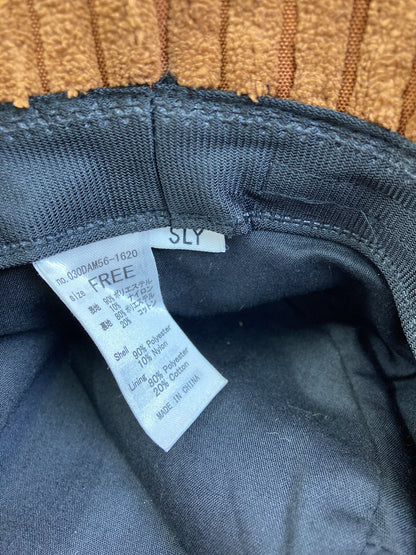 SLY
no.030DAM56-1620
size FREE
表地 90% ポリエステル
10% ナイロン
裏地 80% ポリエステル
20% コットン
Shell 90% Polyester
10% Nylon
Lining 80% Polyester
20% Cotton
MADE IN CHINA